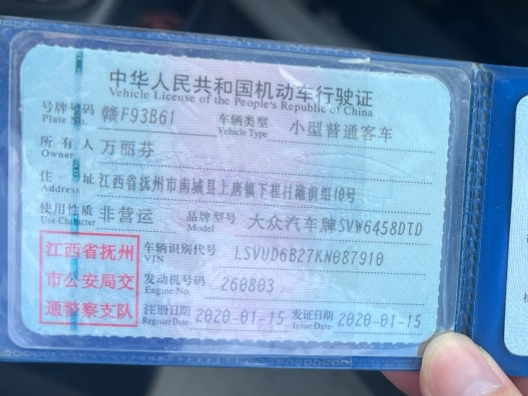 中华人民共和国机动车行驶证
Vehicle License of the People's Republic of China
号牌号码 赣F93B61 车辆类型 小型普通客车
Plate No. Vehicle Type
所有人 万丽芬
Owner
住址 江西省抚州市南城县上唐镇下崔村港前组10号
Address
使用性质 非营运 品牌型号 大众汽车牌SVW6458DTD
Use Character Model
江西省抚州
市公安局交
通警察支队
车辆识别代号 LSVUD6B27KN087910
VIN
发动机号码 260803
Engine No.
注册日期 2020-01-15 发证日期 2020-01-15
Register Date Issue Date